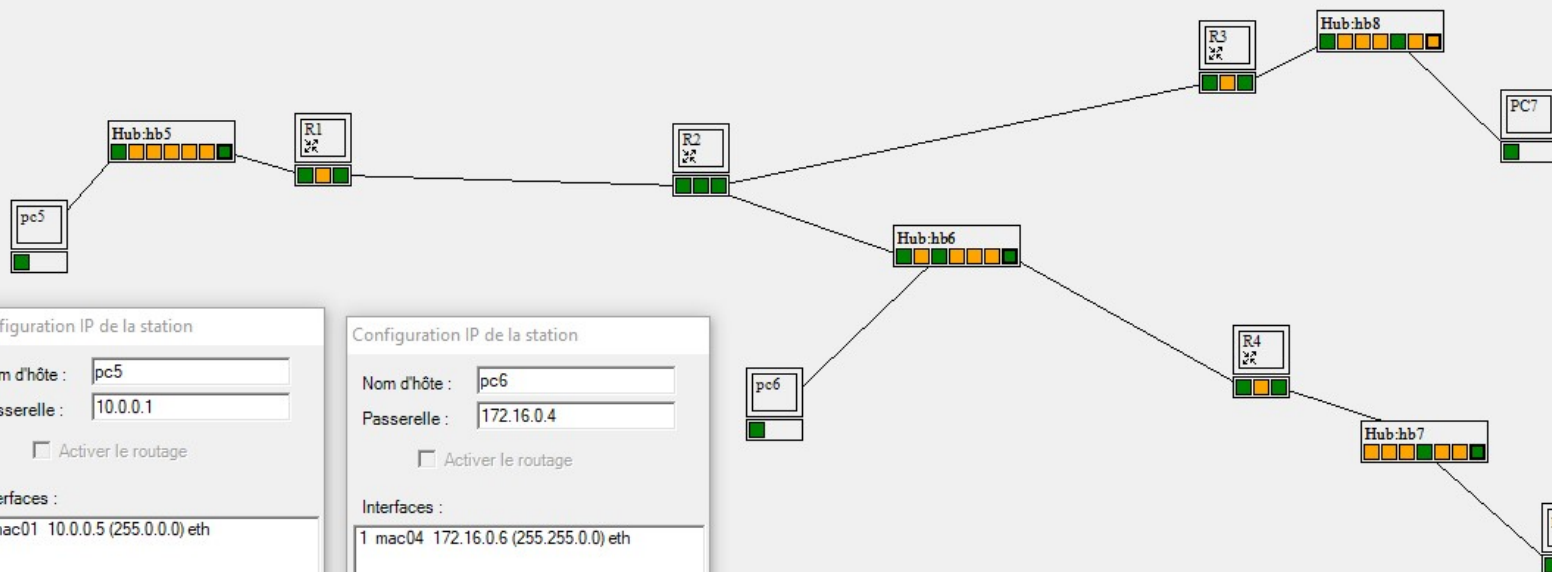 Hub:hb8
R3
PC7
Hub:hb5
R1
R2
pc5
Hub:hb6
R4
pc6
Hub:hb7
figuration IP de la station
m d'hôte : pc5
sserelle : 10.0.0.1
Activer le routage
erfaces :
mac01 10.0.0.5 (255.0.0.0) eth
Configuration IP de la station
Nom d'hôte : pc6
Passerelle : 172.16.0.4
Activer le routage
Interfaces :
1 mac04 172.16.0.6 (255.255.0.0) eth